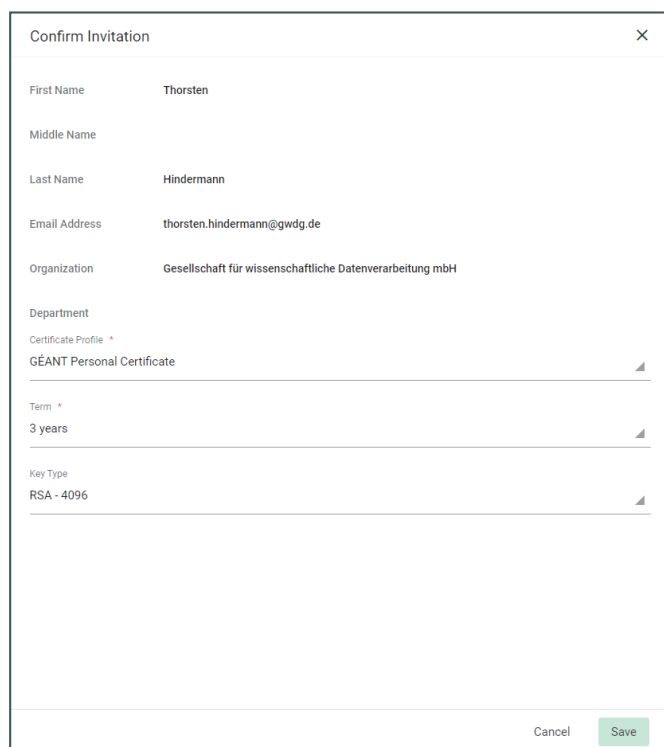 Confirm Invitation
First Name Thorsten
Middle Name
Last Name Hindermann
Email Address thorsten.hindermann@gwdg.de
Organization Gesellschaft für wissenschaftliche Datenverarbeitung mbH
Department
Certificate Profile *
GÉANT Personal Certificate
Term *
3 years
Key Type
RSA - 4096
Cancel Save